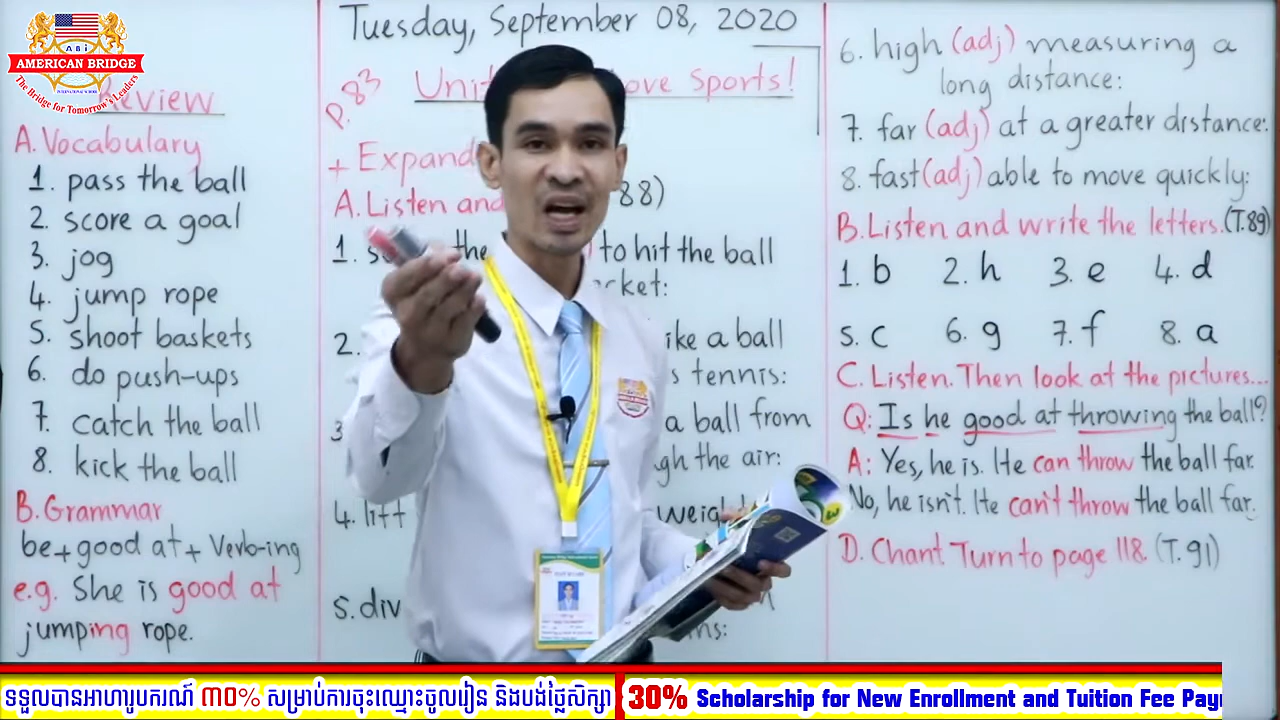 ABi
AMERICAN BRIDGE
The Bridge for Tomorrow's Leaders
Review
A. Vocabulary
1. pass the ball
2. score a goal
3. jog
4. jump rope
5. shoot baskets
6. do push-ups
7. catch the ball
8. kick the ball
B. Grammar
be + good at + Verb-ing
e.g. She is good at
jumping rope.
Tuesday, September 08, 2020
P.83
Sports!
+ Expand
A. Listen and 88)
1. the to hit the ball
2. a ball
tennis:
3 a ball from
the air:
4. lift
5. div
6. high (adj) measuring a
long distance:
7. far (adj) at a greater distance:
8. fast (adj) able to move quickly:
B. Listen and write the letters. (T.89)
1. b 2. h 3. e 4. d
5. c 6. g 7. f 8. a
C. Listen. Then look at the pictures...
Q: Is he good at throwing the ball?
A: Yes, he is. He can throw the ball far.
No, he isn't. He can't throw the ball far.
D. Chant. Turn to page 118. (T.91)
ទទួលបានអាហារូបករណ៍ ៣០% សម្រាប់ការចុះឈ្មោះចូលរៀន និងបង់ថ្លៃសិក្សា
30% Scholarship for New Enrollment and Tuition Fee